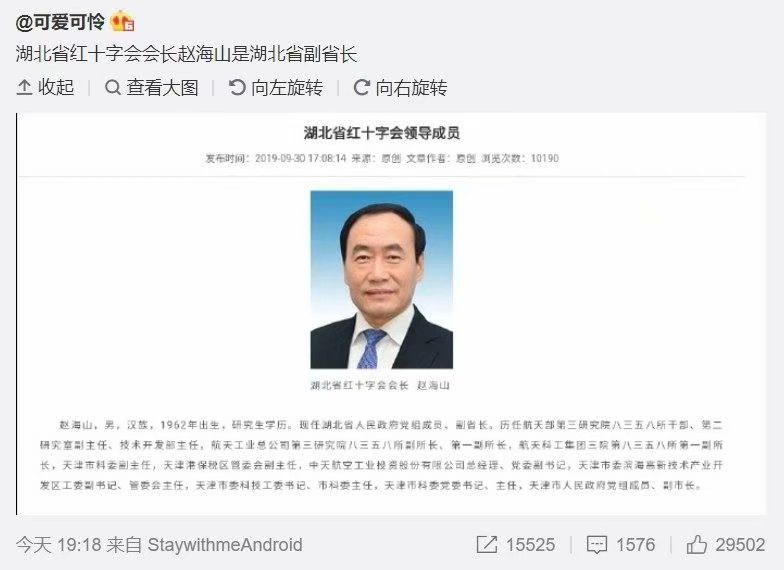 @可爱可怜
湖北省红十字会会长赵海山是湖北省副省长
收起 查看大图 向左旋转 向右旋转
湖北省红十字会领导成员
发布时间：2019-09-30 17:08:14 来源：原创 文章作者：原创 浏览次数：10190
湖北省红十字会会长 赵海山
赵海山，男，汉族，1962年出生，研究生学历。现任湖北省人民政府党组成员、副省长。历任航天部第三研究院八三五八所干部、第二
研究室副主任、技术开发部主任，航天工业总公司第三研究院八三五八所副所长、第一副所长，航天科工集团三院第八三五八所第一副所
长，天津市科委副主任，天津港保税区管委会副主任，中天航空工业投资股份有限公司总经理、党委副书记，天津市委滨海高新技术产业开
发区工委副书记、管委会主任，天津市委科技工委书记、市科委主任，天津市科委党委书记、主任，天津市人民政府党组成员、副市长。
今天 19:18 来自 StaywithmeAndroid 15525 1576 29502